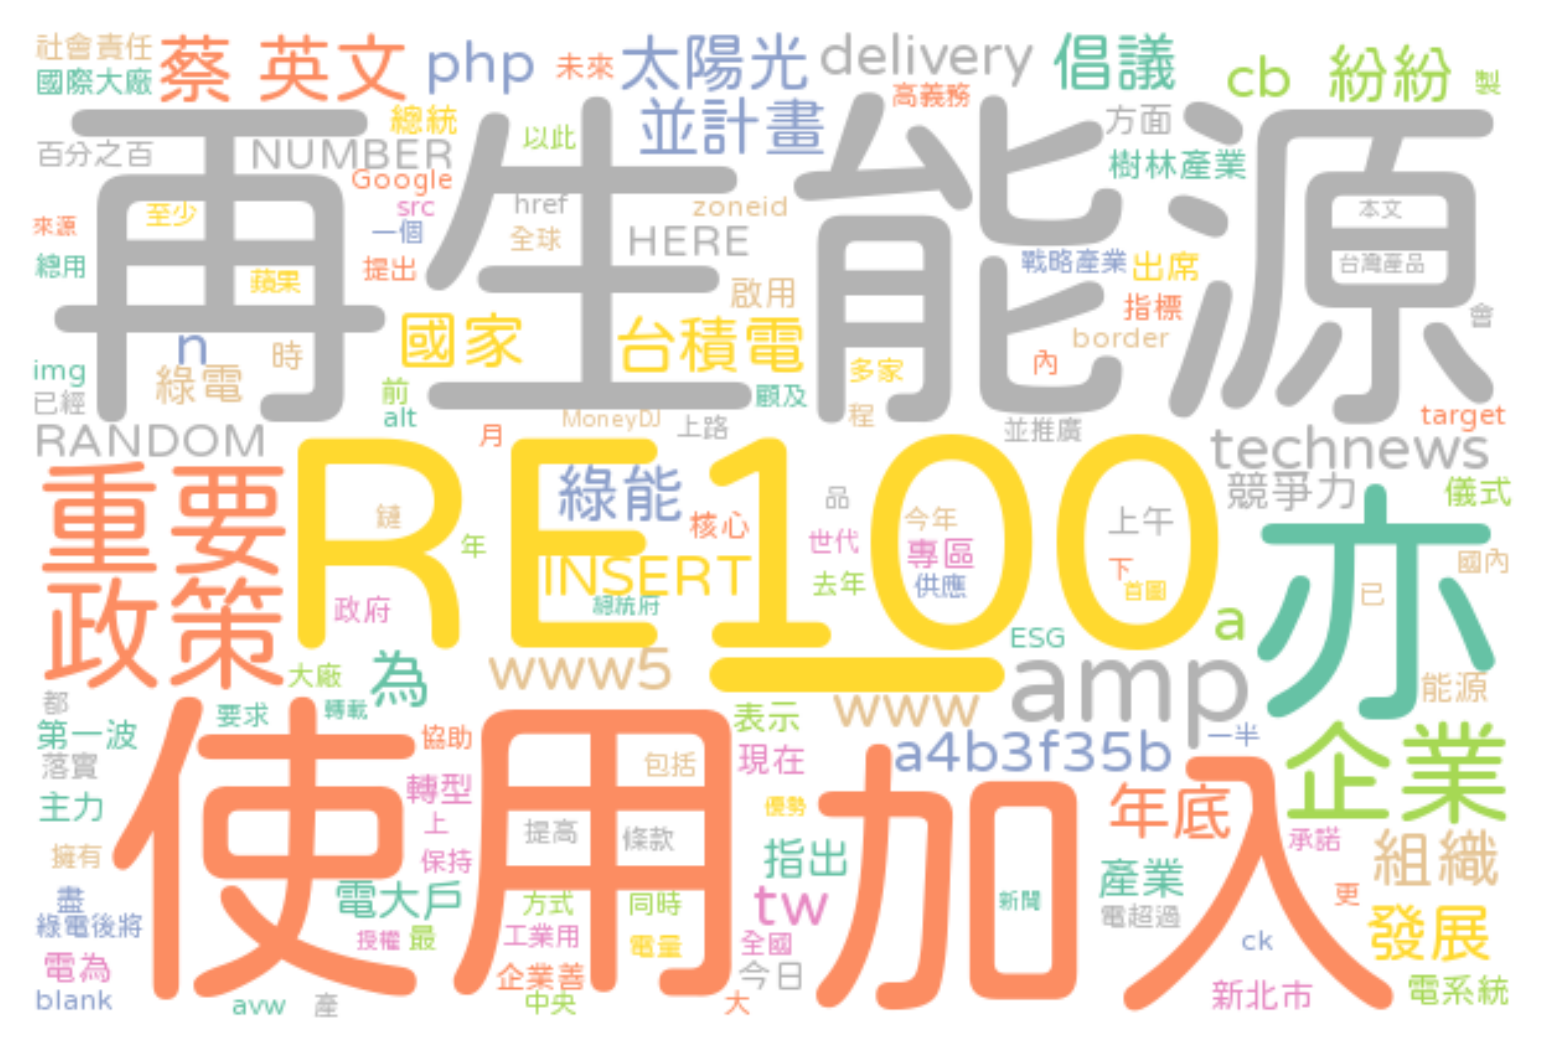 社會責任
國際大廠
蔡 英文
php
未來
太陽光
delivery
倡議
cb
紛紛
製
高義務
總統
以此
並計畫
方面
百分之百
NUMBER
Google
樹林產業
再生能源
src
href
zoneid
本文
來源
至少
一個
全球
HERE
總用
蘋果
提出
戰略產業
出席
台灣產品
啟用
指標
會
n
時
國家
台積電
border
img
綠電
前
多家
內
已經
alt
顧及
MoneyDJ
上路
程
並推廣
target
RANDOM
月
technews
重要
RE100
綠能
品
競爭力
儀式
鏈
核心
今年
上午
亦
年
世代
專區
下
國內
INSERT
去年
供應
首圖
已
政策
政府
總統府
a
ESG
大廠
為
www5
amp
能源
都
要求
轉載
www
第一波
協助
表示
一半
落實
包括
現在
a4b3f35b
企業
使用加入
主力
轉型
優勢
年底
上
提高
條款
承諾
擁有
保持
指出
產業
組織
盡
電大戶
方式
同時
tw
新聞
電超過
更
綠電後將
授權
最
工業用
電量
全國
ck
發展
電為
企業善
今日
blank
avw
產
中央
大
新北市
電系統